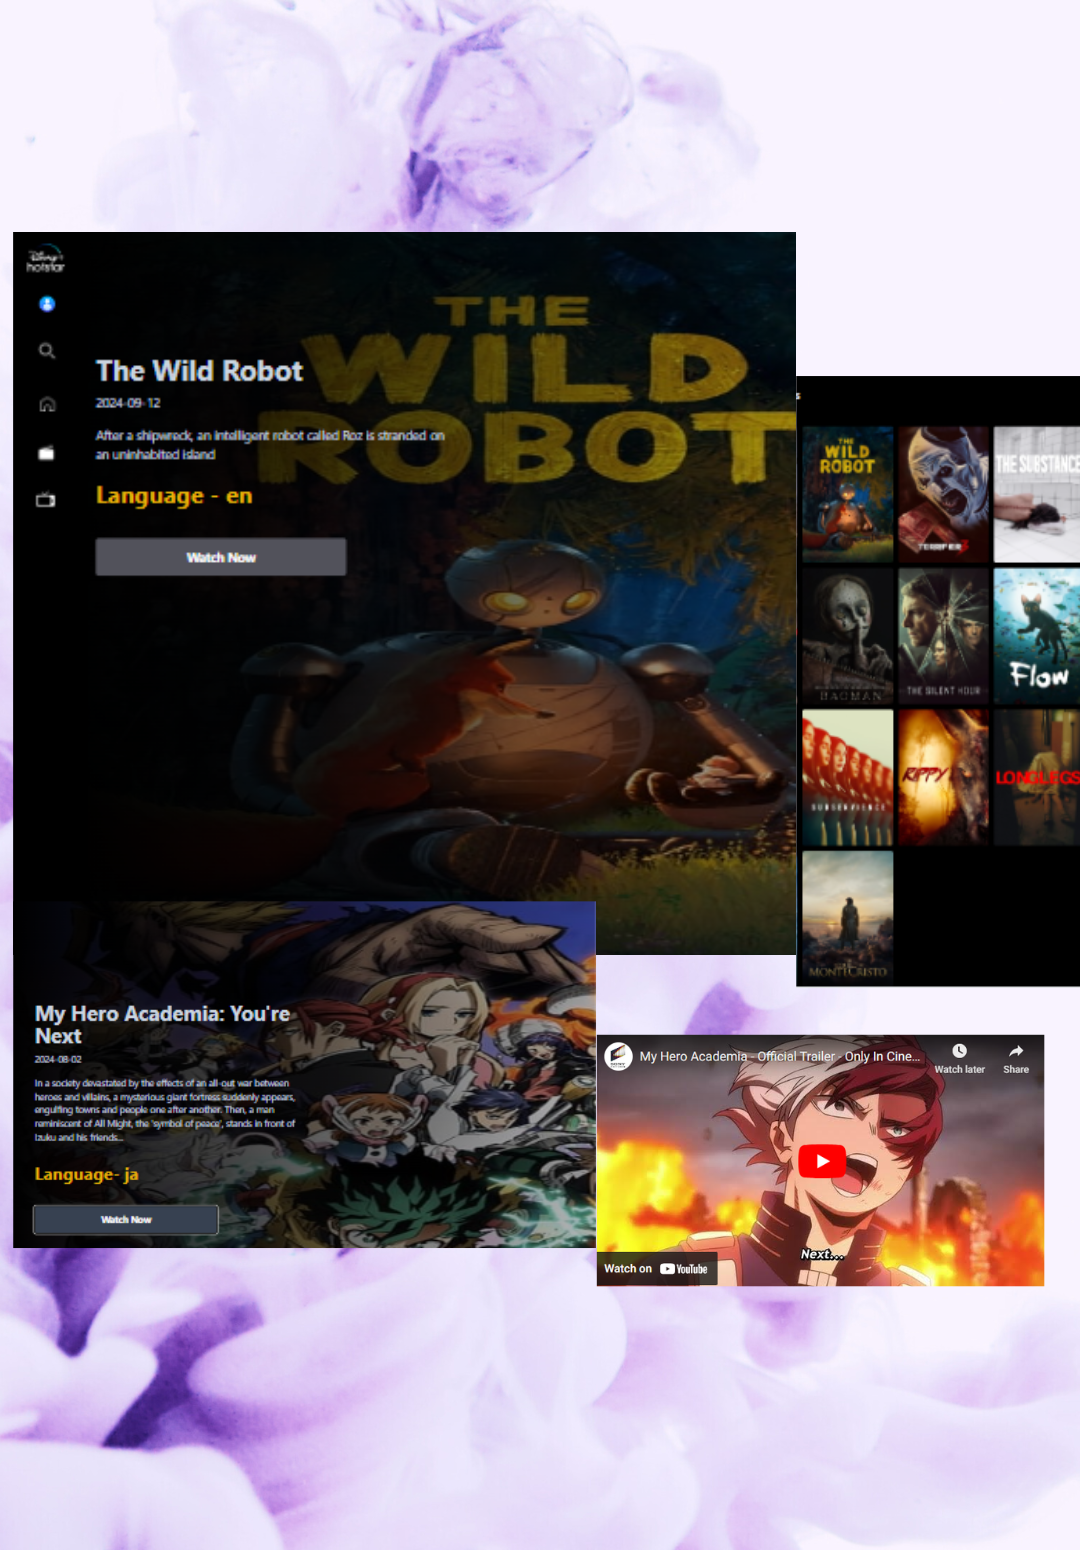 Disney+
hotstar
THE
WILD
ROBOT
The Wild Robot
2024-09-12
After a shipwreck, an intelligent robot called Roz is stranded on
an uninhabited island
Language - en
Watch Now
s
THE
WILD
ROBOT
TERRIFIER 3
THE SUBSTANCE
BAGMAN
THE SILENT HOUR
Flow
SUBSERVIENCE
RIPPY
LONGLEGS
MONTE CRISTO
My Hero Academia: You're
Next
2024-08-02
In a society devastated by the effects of an all-out war between
heroes and villains, a mysterious giant fortress suddenly appears,
engulfing towns and people one after another. Then, a man
reminiscent of All Might, the 'symbol of peace', stands in front of
Izuku and his friends...
Language- ja
Watch Now
My Hero Academia - Official Trailer - Only In Cine...
Watch later
Share
Next...
Watch on YouTube